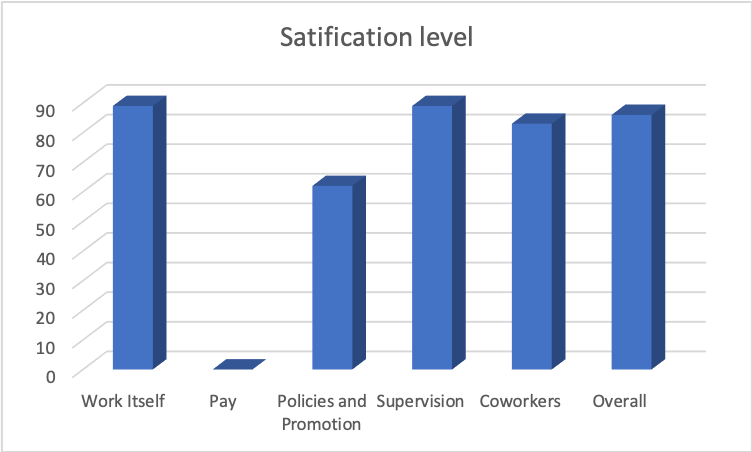 Satification level
90
80
70
60
50
40
30
20
10
0
Work Itself
Pay
Policies and
Promotion
Supervision
Coworkers
Overall